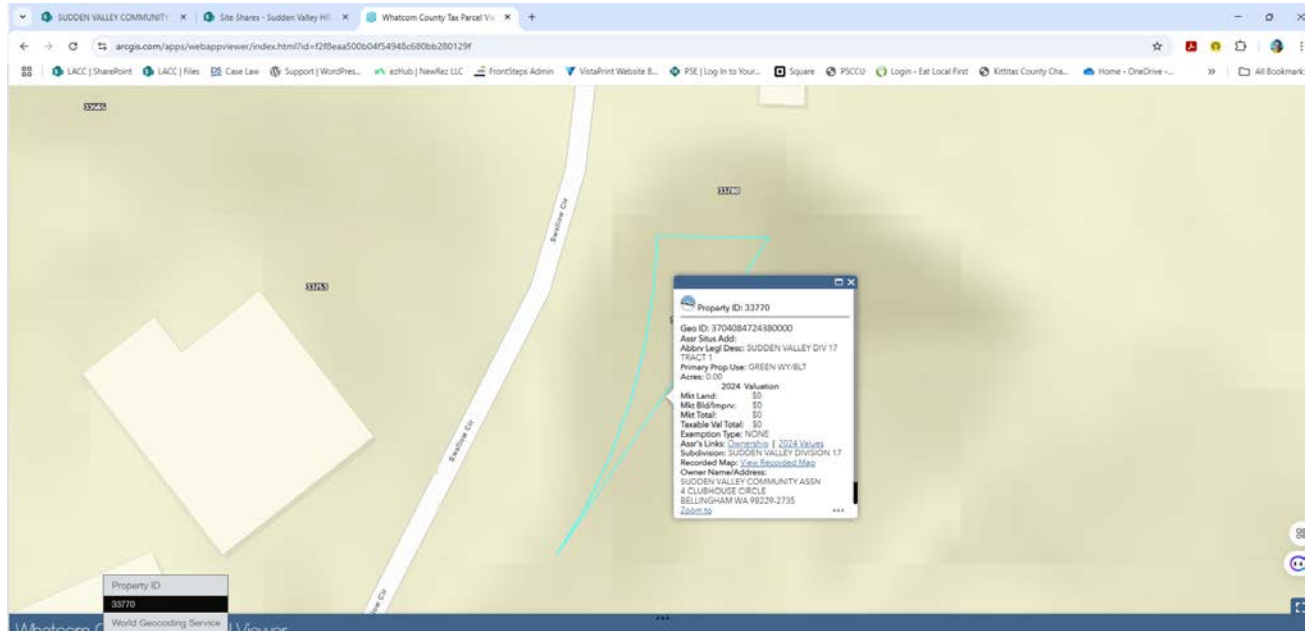 SUDDEN VALLEY COMMUNITY
Site Shares - Sudden Valley Hil
Whatcom County Tax Parcel Vi
arcgis.com/apps/webappviewer/index.html?id=f2f8eaa500b04f54948c680bb280129f
LACC | SharePoint
LACC | Files
DS Case Law
Support | WordPres...
ezHub | NewRez LLC
FrontSteps Admin
VistaPrint Website B...
PSE | Log In to Your...
Square
PSCCU
Login - Eat Local First
Kittitas County Cha...
Home - OneDrive -...
All Bookmarks
33780
Swallow Cir
33753
Swallow Cir
Swallow Cir
Property ID: 33770
Geo ID: 3704084724380000
Assr Situs Add:
Abbrv Legl Desc: SUDDEN VALLEY DIV 17
TRACT 1
Primary Prop Use: GREEN WY/BLT
Acres: 0.00
2024 Valuation
Mkt Land: $0
Mkt Bld/Imprv: $0
Mkt Total: $0
Taxable Val Total: $0
Exemption Type: NONE
Assr's Links: Ownership | 2024 Values
Subdivision: SUDDEN VALLEY DIVISION 17
Recorded Map: View Recorded Map
Owner Name/Address:
SUDDEN VALLEY COMMUNITY ASSN
4 CLUBHOUSE CIRCLE
BELLINGHAM WA 98229-2735
Zoom to
Property ID
33770
World Geocoding Service
Viewer